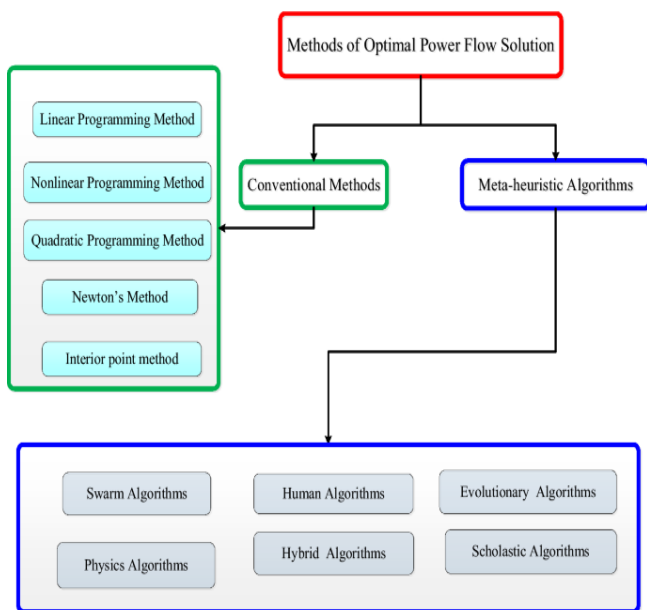 Methods of Optimal Power Flow Solution
Conventional Methods
Meta-heuristic Algorithms
Linear Programming Method
Nonlinear Programming Method
Quadratic Programming Method
Newton's Method
Interior point method
Swarm Algorithms
Human Algorithms
Evolutionary Algorithms
Physics Algorithms
Hybrid Algorithms
Scholastic Algorithms